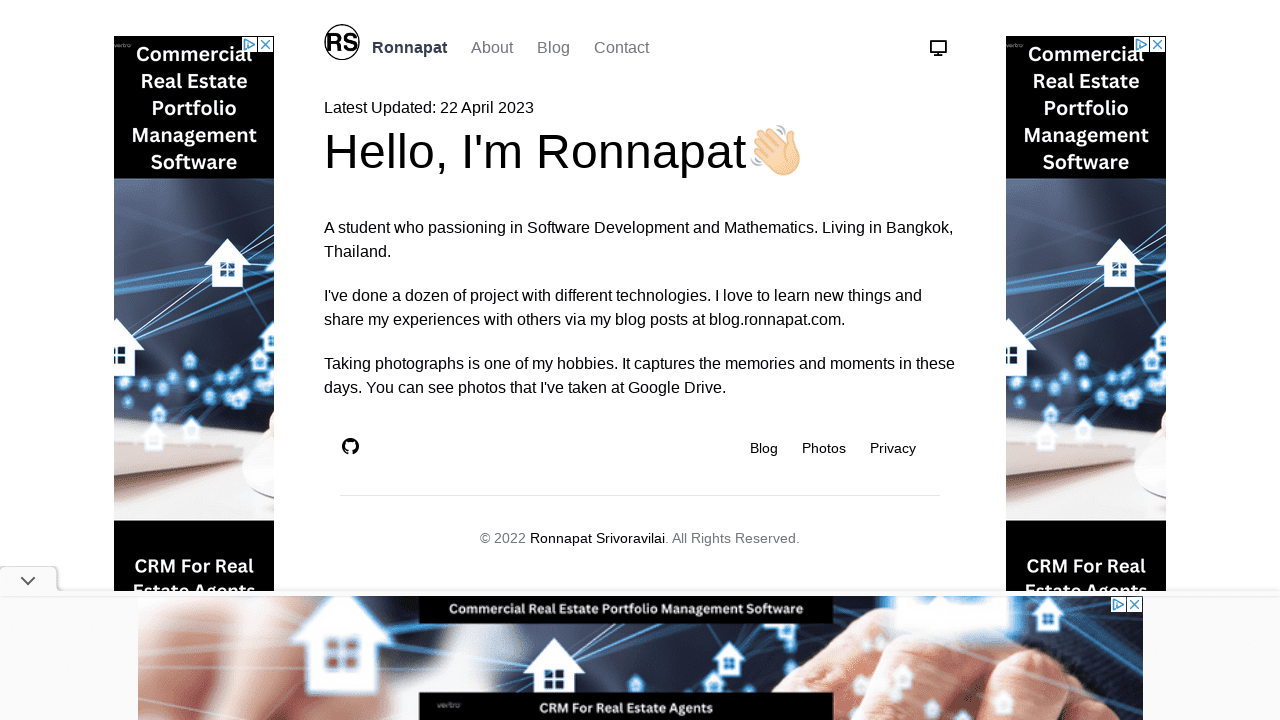 RS
Ronnapat
About
Blog
Contact
Latest Updated: 22 April 2023
Hello, I'm Ronnapat👋🏻
A student who passioning in Software Development and Mathematics. Living in Bangkok,
Thailand.
I've done a dozen of project with different technologies. I love to learn new things and
share my experiences with others via my blog posts at blog.ronnapat.com.
Taking photographs is one of my hobbies. It captures the memories and moments in these
days. You can see photos that I've taken at Google Drive.
Blog
Photos
Privacy
© 2022 Ronnapat Srivoravilai. All Rights Reserved.
vertro
Commercial
Real Estate
Portfolio
Management
Software
CRM For Real
Estate Agents
vertro
Commercial
Real Estate
Portfolio
Management
Software
CRM For Real
Estate Agents
Commercial Real Estate Portfolio Management Software
vertro
CRM For Real Estate Agents